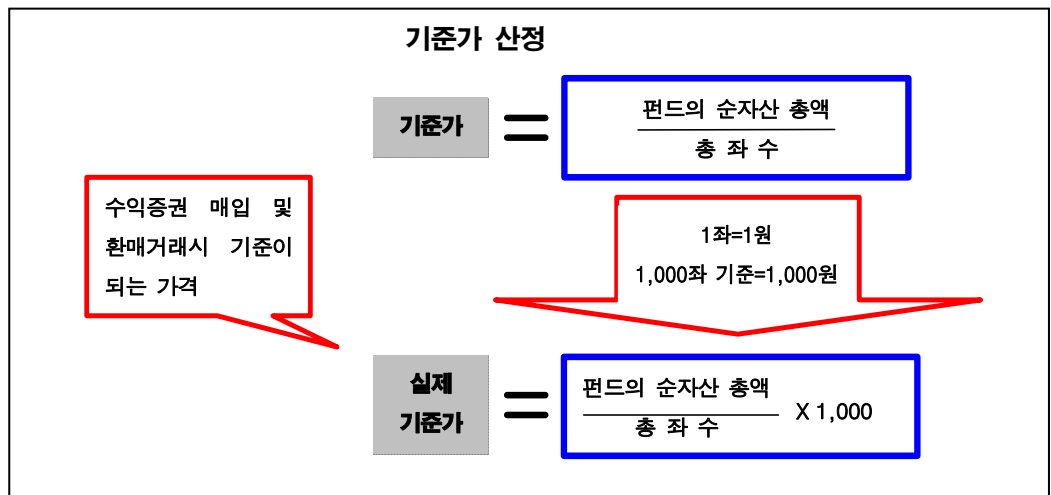 기준가 산정
기준가
펀드의 순자산 총액
총 좌 수
수익증권 매입 및
환매거래시 기준이
되는 가격
1좌=1원
1,000좌 기준=1,000원
실제
기준가
펀드의 순자산 총액
총 좌 수
X 1,000